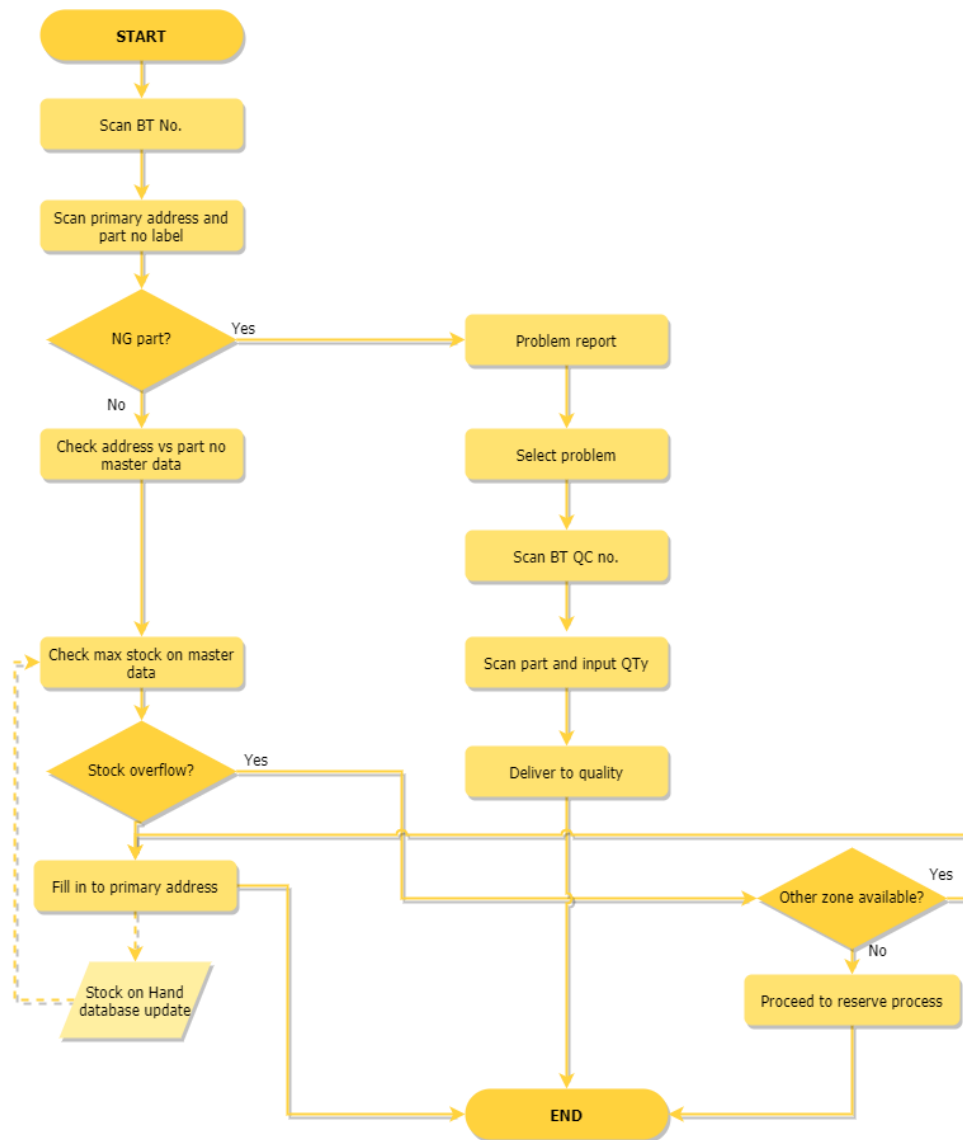 START
Scan BT No.
Scan primary address and
part no label
NG part?
Yes
No
Problem report
Check address vs part no
master data
Select problem
Scan BT QC no.
Check max stock on master
data
Scan part and input QTy
Stock overflow?
Yes
Deliver to quality
Fill in to primary address
Other zone available?
Yes
No
Stock on Hand
database update
Proceed to reserve process
END